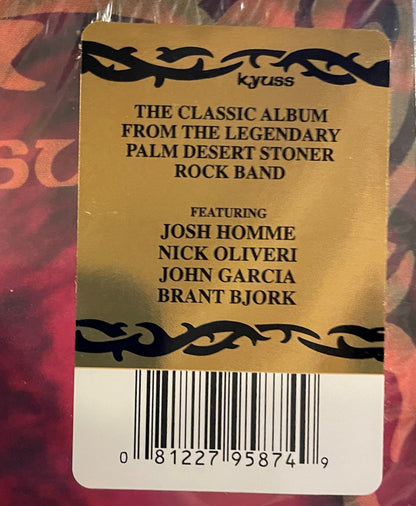 kyuss
THE CLASSIC ALBUM
FROM THE LEGENDARY
PALM DESERT STONER
ROCK BAND
FEATURING
JOSH HOMME
NICK OLIVERI
JOHN GARCIA
BRANT BJORK
0 81227 95874 9